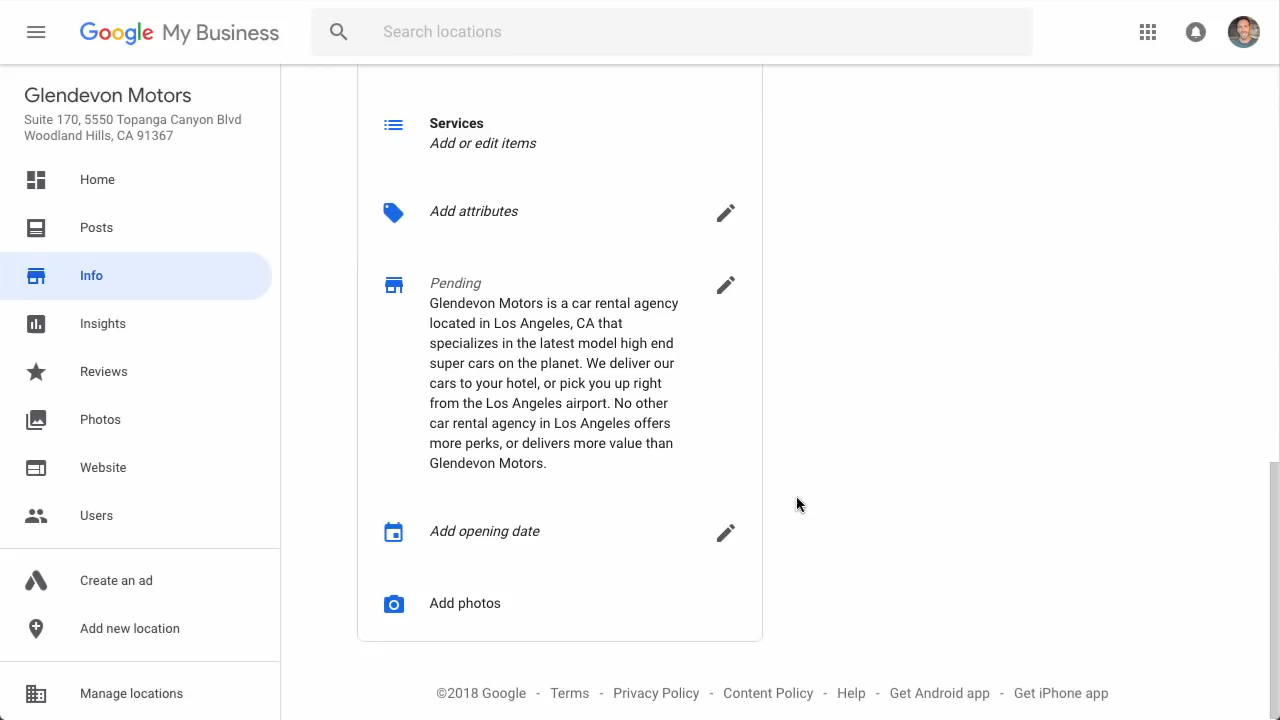 Google My Business
Search locations
Glendevon Motors
Suite 170, 5550 Topanga Canyon Blvd
Woodland Hills, CA 91367
Home
Posts
Info
Insights
Reviews
Photos
Website
Users
Create an ad
Add new location
Manage locations
Services
Add or edit items
Add attributes
Pending
Glendevon Motors is a car rental agency
located in Los Angeles, CA that
specializes in the latest model high end
super cars on the planet. We deliver our
cars to your hotel, or pick you up right
from the Los Angeles airport. No other
car rental agency in Los Angeles offers
more perks, or delivers more value than
Glendevon Motors.
Add opening date
Add photos
©2018 Google - Terms - Privacy Policy - Content Policy - Help - Get Android app - Get iPhone app